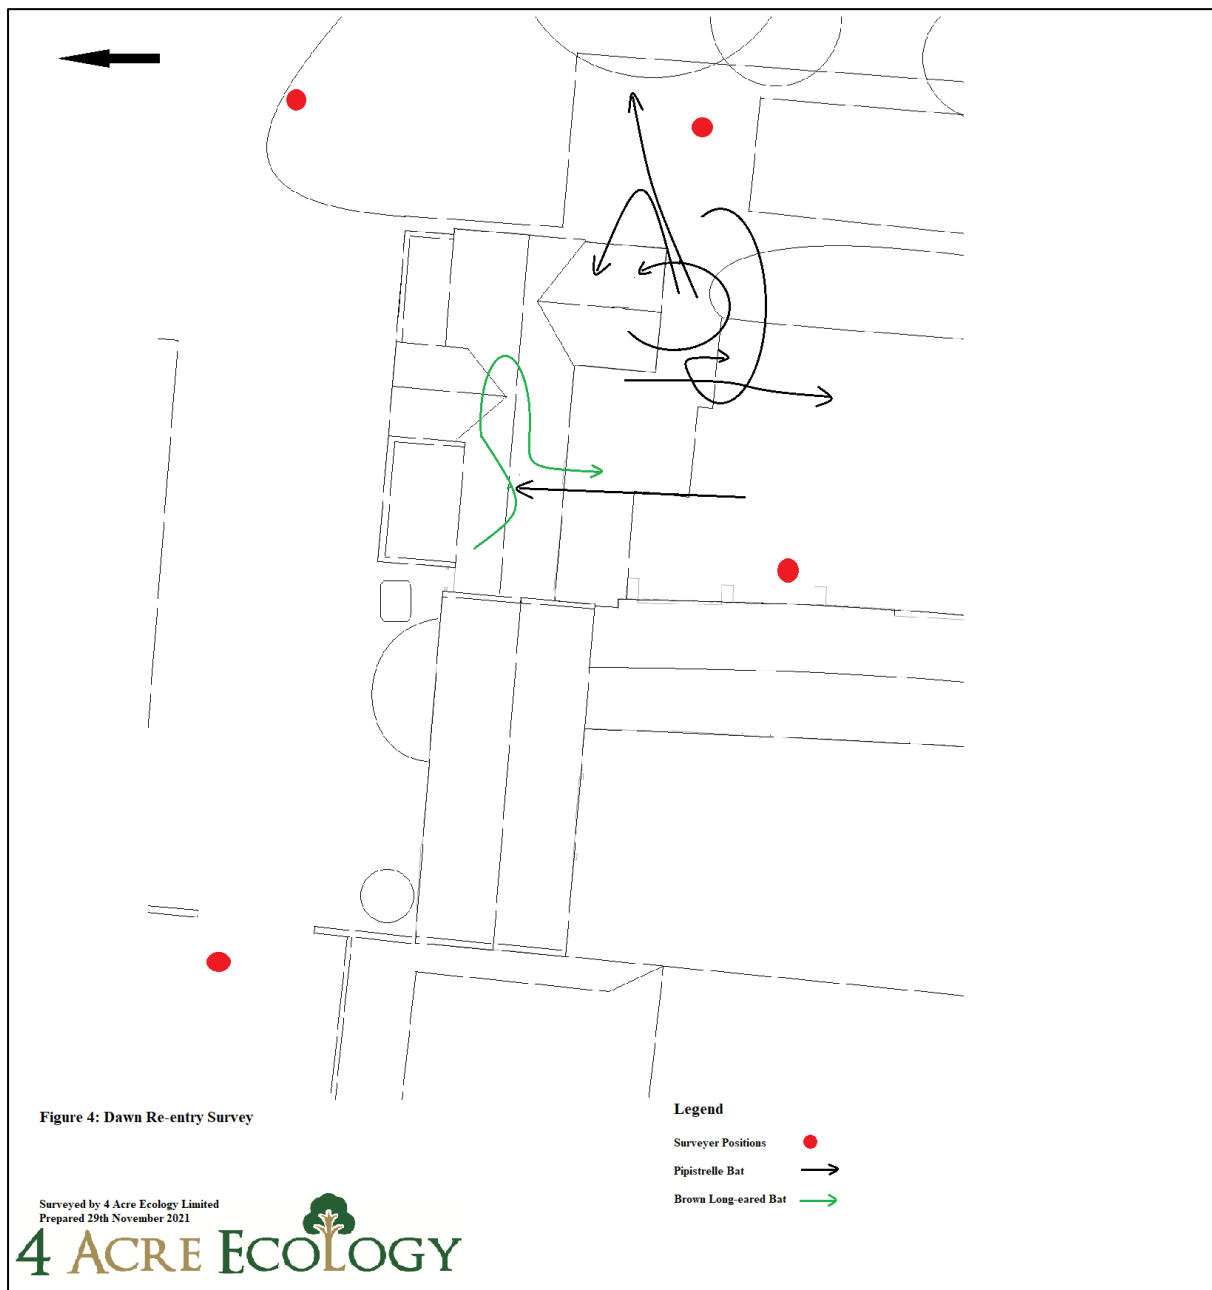 Figure 4: Dawn Re-entry Survey
Legend
Surveyer Positions
Pipistrelle Bat
Brown Long-eared Bat
Surveyed by 4 Acre Ecology Limited
Prepared 29th November 2021
4 ACRE ECOLOGY